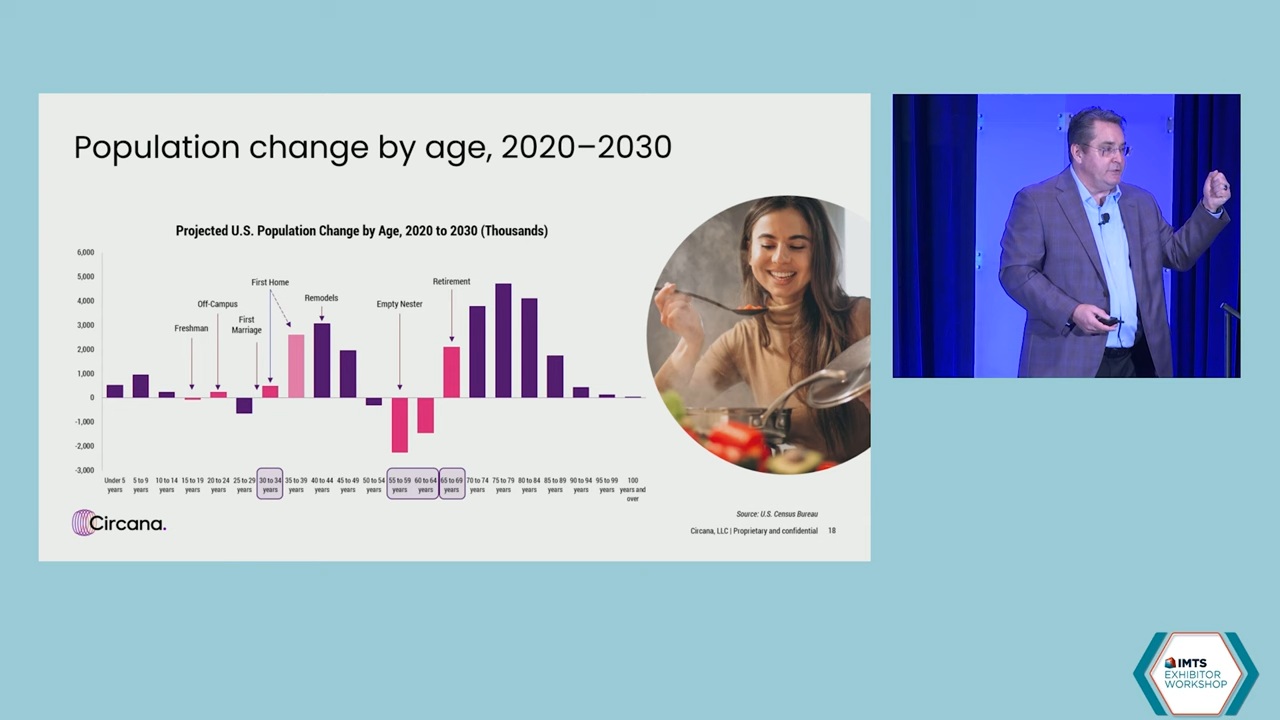 Population change by age, 2020–2030
Projected U.S. Population Change by Age, 2020 to 2030 (Thousands)
6,000
5,000
4,000
3,000
2,000
1,000
0
-1,000
-2,000
-3,000
Freshman
Off-Campus
First
Marriage
First Home
Remodels
Empty Nester
Retirement
Under 5
years
5 to 9
years
10 to 14
years
15 to 19
years
20 to 24
years
25 to 29
years
30 to 34
years
35 to 39
years
40 to 44
years
45 to 49
years
50 to 54
years
55 to 59
years
60 to 64
years
65 to 69
years
70 to 74
years
75 to 79
years
80 to 84
years
85 to 89
years
90 to 94
years
95 to 99
years
100
years and
over
Source: U.S. Census Bureau
Circana.
Circana, LLC | Proprietary and confidential 18
IMTS
EXHIBITOR
WORKSHOP